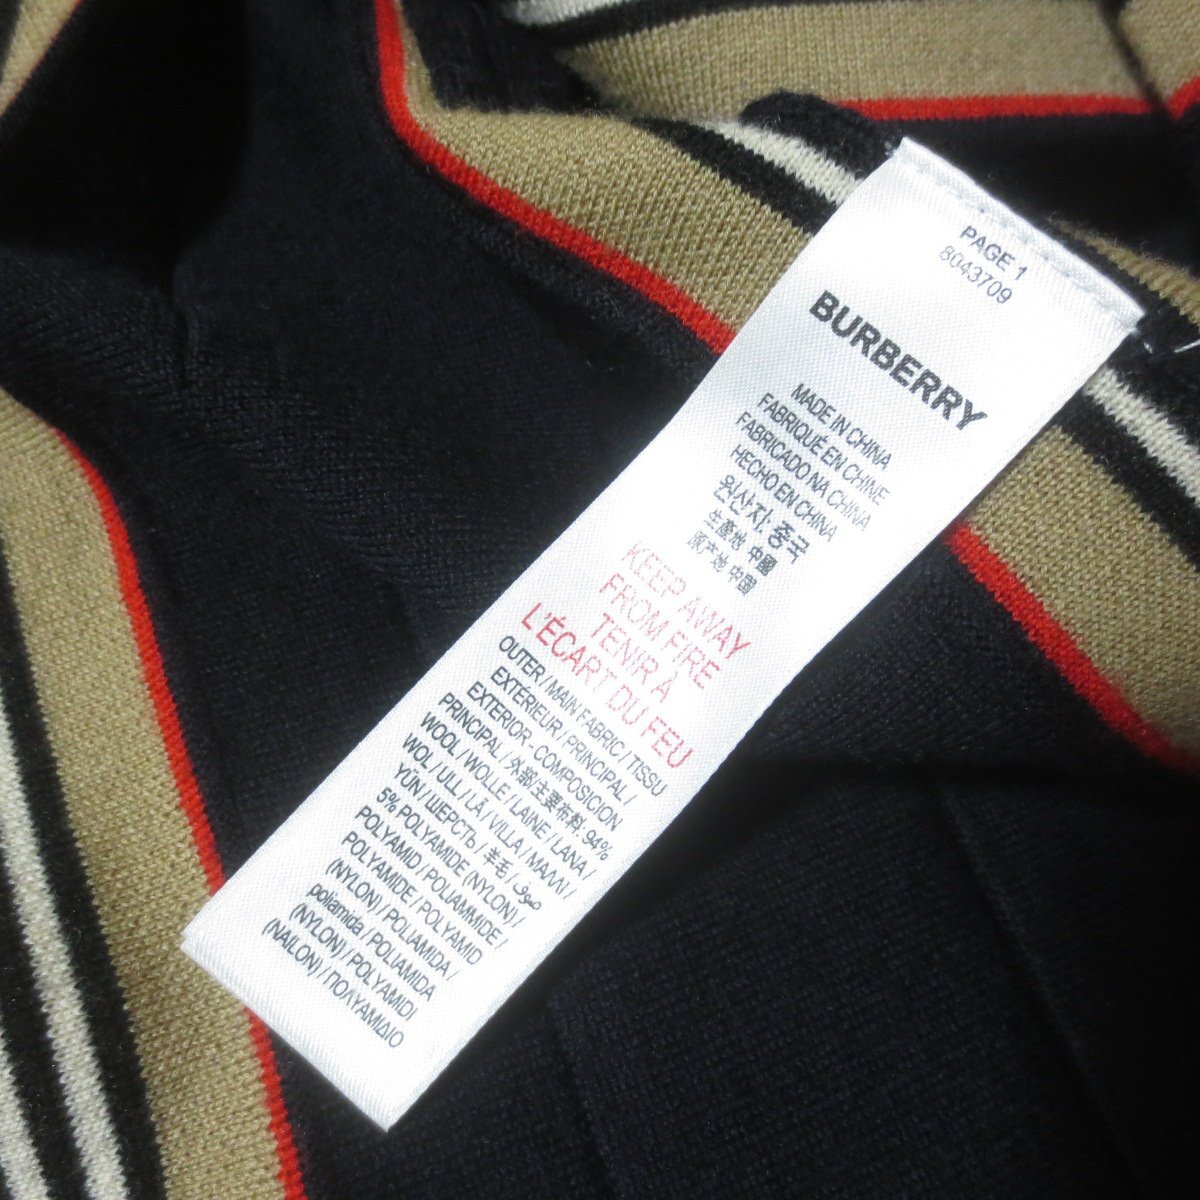 PAGE 1
8043709
BURBERRY
MADE IN CHINA
FABRIQUÉ EN CHINE
FABRICADO NA CHINA
HECHO EN CHINA
원산지: 중국
生産地 中國
原产地 中国
KEEP AWAY
FROM FIRE
TENIR À
L'ÉCART DU FEU
OUTER / MAIN FABRIC / TISSU
EXTÉRIEUR / PRINCIPAL /
EXTERIOR - COMPOSICION
PRINCIPAL / 外部主要布料: 94%
WOOL / WOLLE / LAINE / LANA /
WOL / ULL / LÃ / VILLA / ΜΑΛΛΙ /
YÜN / ШЕРСТЬ / 羊毛 / صوف
5% POLYAMIDE (NYLON) /
POLYAMID / POLIAMMIDE /
POLYAMIDE / POLYAMID
(NYLON) / POLIAMIDA /
poliamida / POLIAMIDA
(NYLON) / POLYAMIDI
(NAILON) / ΠΟΛΥΑΜΙΔΙΟ